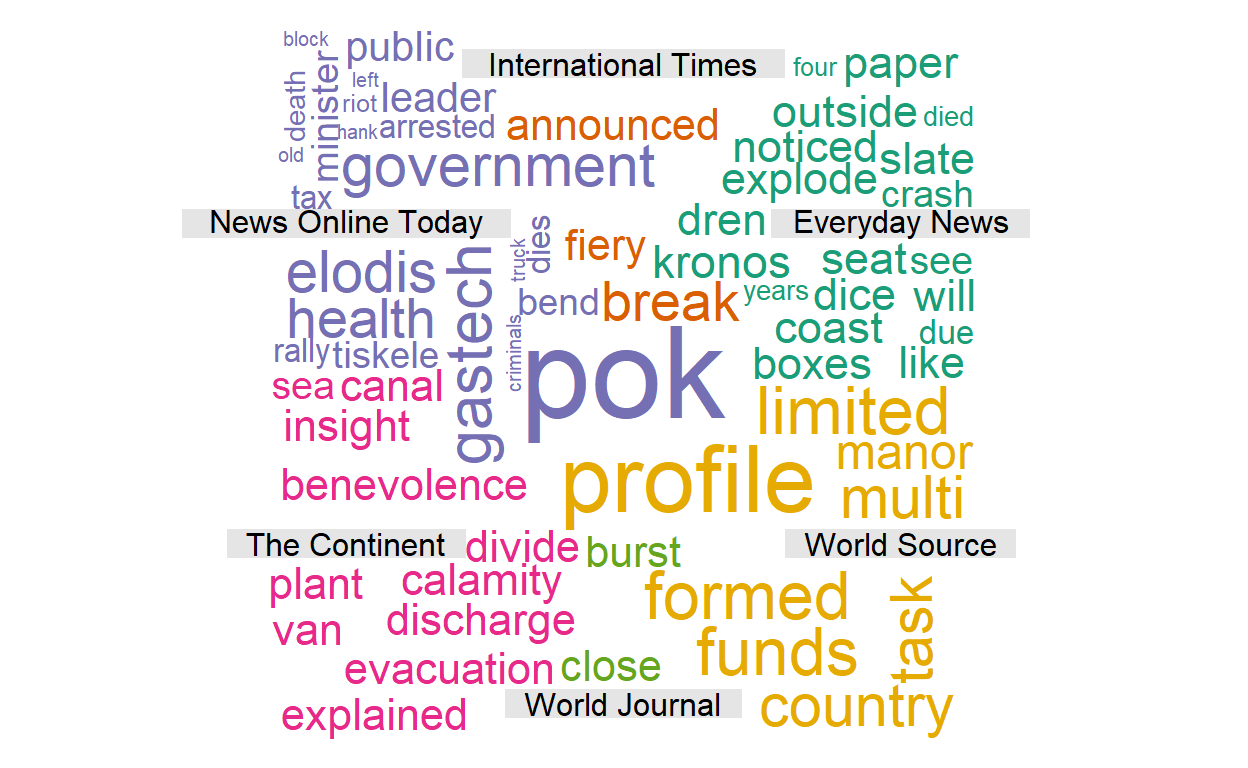 block
public
International Times
four
paper
death
minister
left
riot
leader
outside
died
hank
arrested
announced
noticed
slate
old
government
explode
crash
tax
News Online Today
dren
Everyday News
elodis
gastech
truck
dies
fiery
kronos
seat
see
health
bend
break
years
dice
will
rally
tiskele
criminals
pok
coast
due
boxes
like
sea
canal
limited
insight
manor
benevolence
profile
multi
The Continent
divide
burst
World Source
plant
calamity
formed
task
van
discharge
funds
evacuation
close
explained
World Journal
country